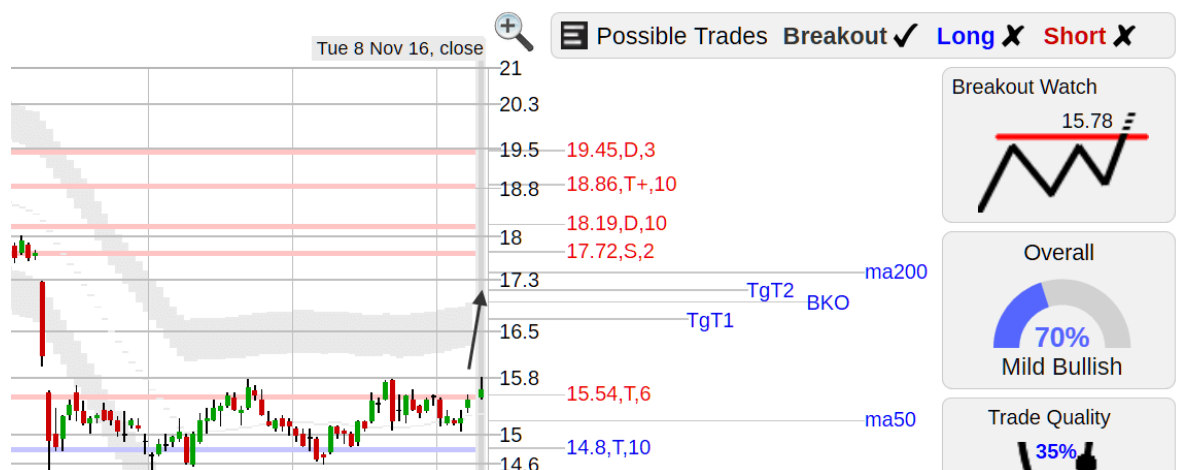 Possible Trades Breakout ✓ Long ✗ Short ✗
Tue 8 Nov 16, close
21
20.3
19.5
18.8
18
17.3
16.5
15.8
15
14.6
19.45,D,3
18.86,T+,10
18.19,D,10
17.72,S,2
ma200
TgT2
BKO
TgT1
15.54,T,6
ma50
14.8,T,10
Breakout Watch
15.78
Overall
70%
Mild Bullish
Trade Quality
35%